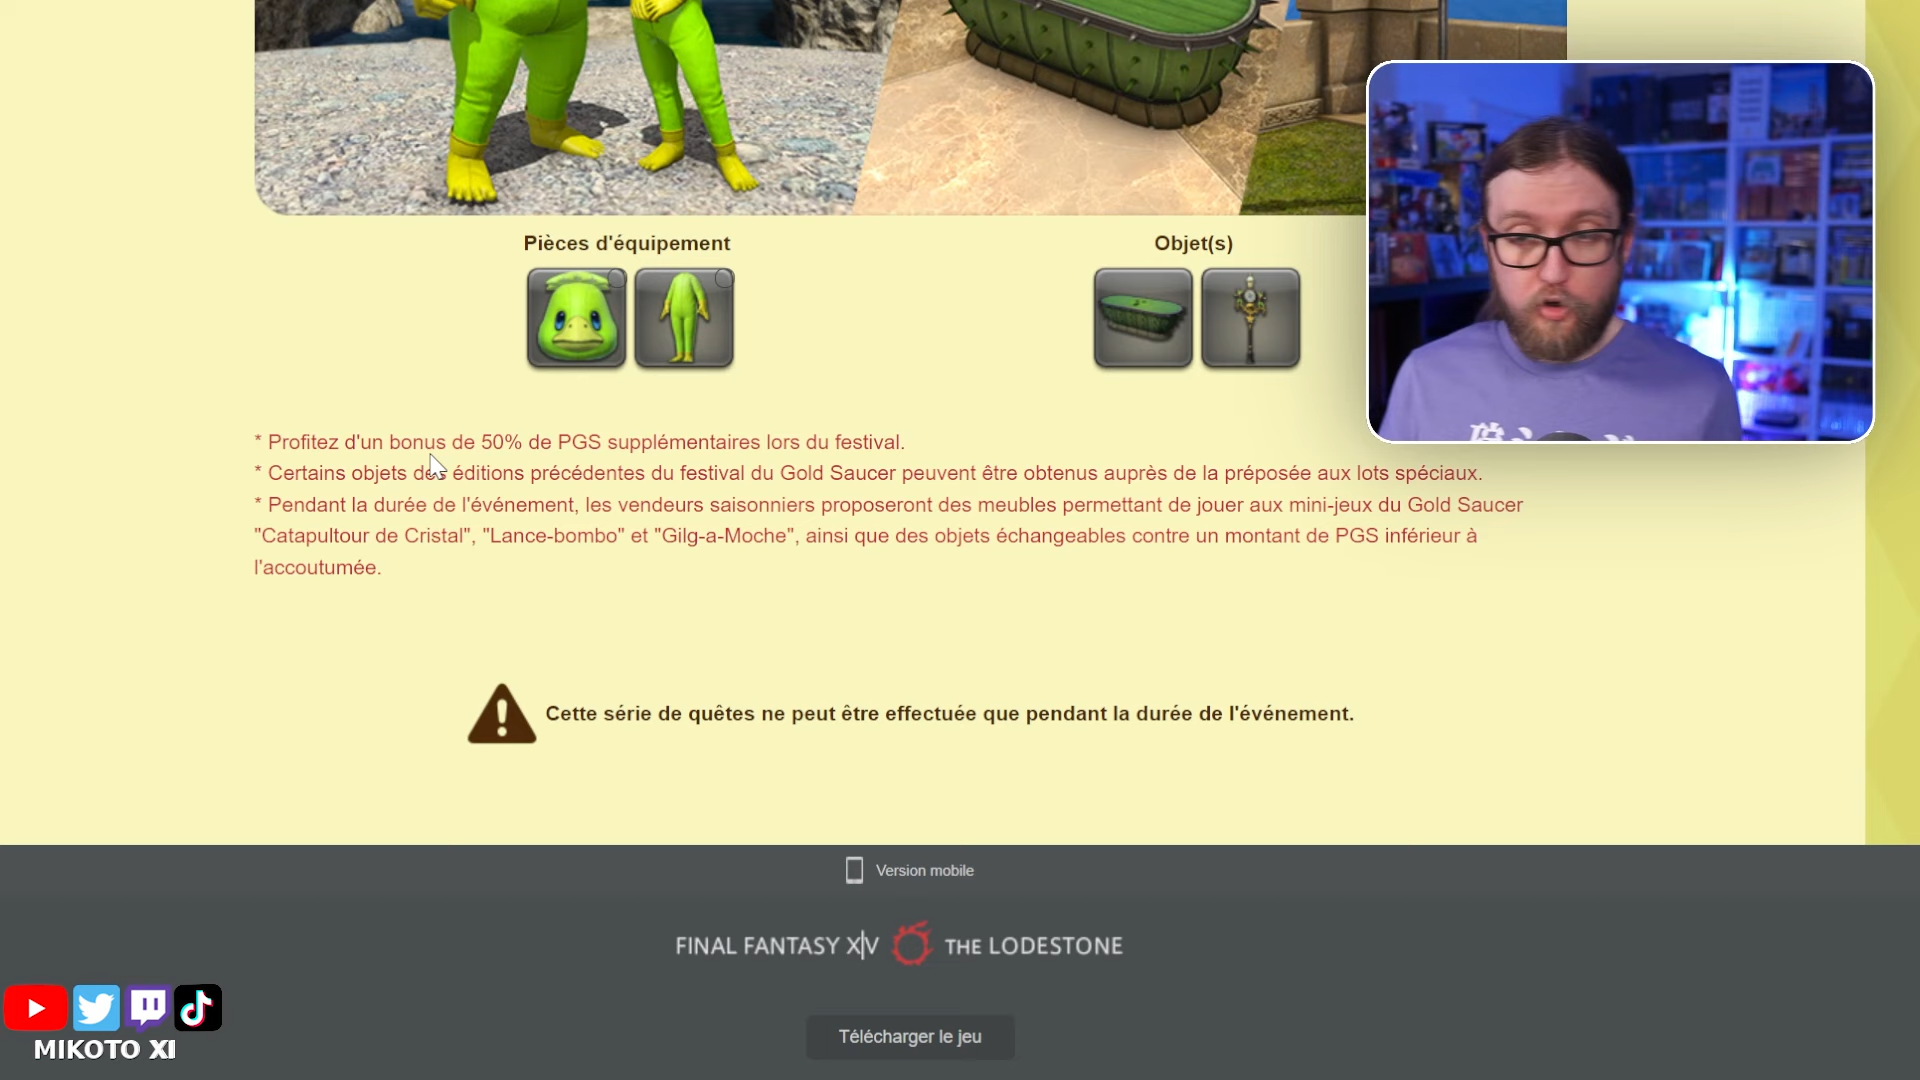 Pièces d'équipement
Objet(s)
* Profitez d'un bonus de 50% de PGS supplémentaires lors du festival.
* Certains objets des éditions précédentes du festival du Gold Saucer peuvent être obtenus auprès de la préposée aux lots spéciaux.
* Pendant la durée de l'événement, les vendeurs saisonniers proposeront des meubles permettant de jouer aux mini-jeux du Gold Saucer
"Catapultour de Cristal", "Lance-bombo" et "Gilg-a-Moche", ainsi que des objets échangeables contre un montant de PGS inférieur à
l'accoutumée.
Cette série de quêtes ne peut être effectuée que pendant la durée de l'événement.
Version mobile
FINAL FANTASY XIV THE LODESTONE
Télécharger le jeu
MIKOTO XI